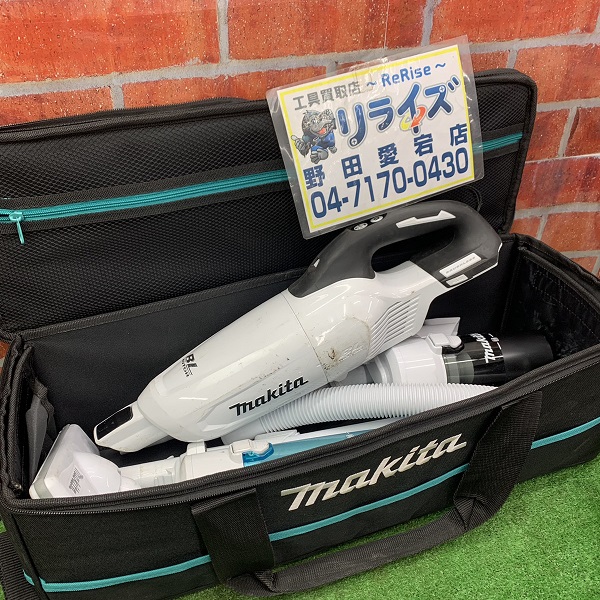 工具買取店 ～ReRise～
リライズ
野田愛宕店
04-7170-0430
BL
makita
makita
makita